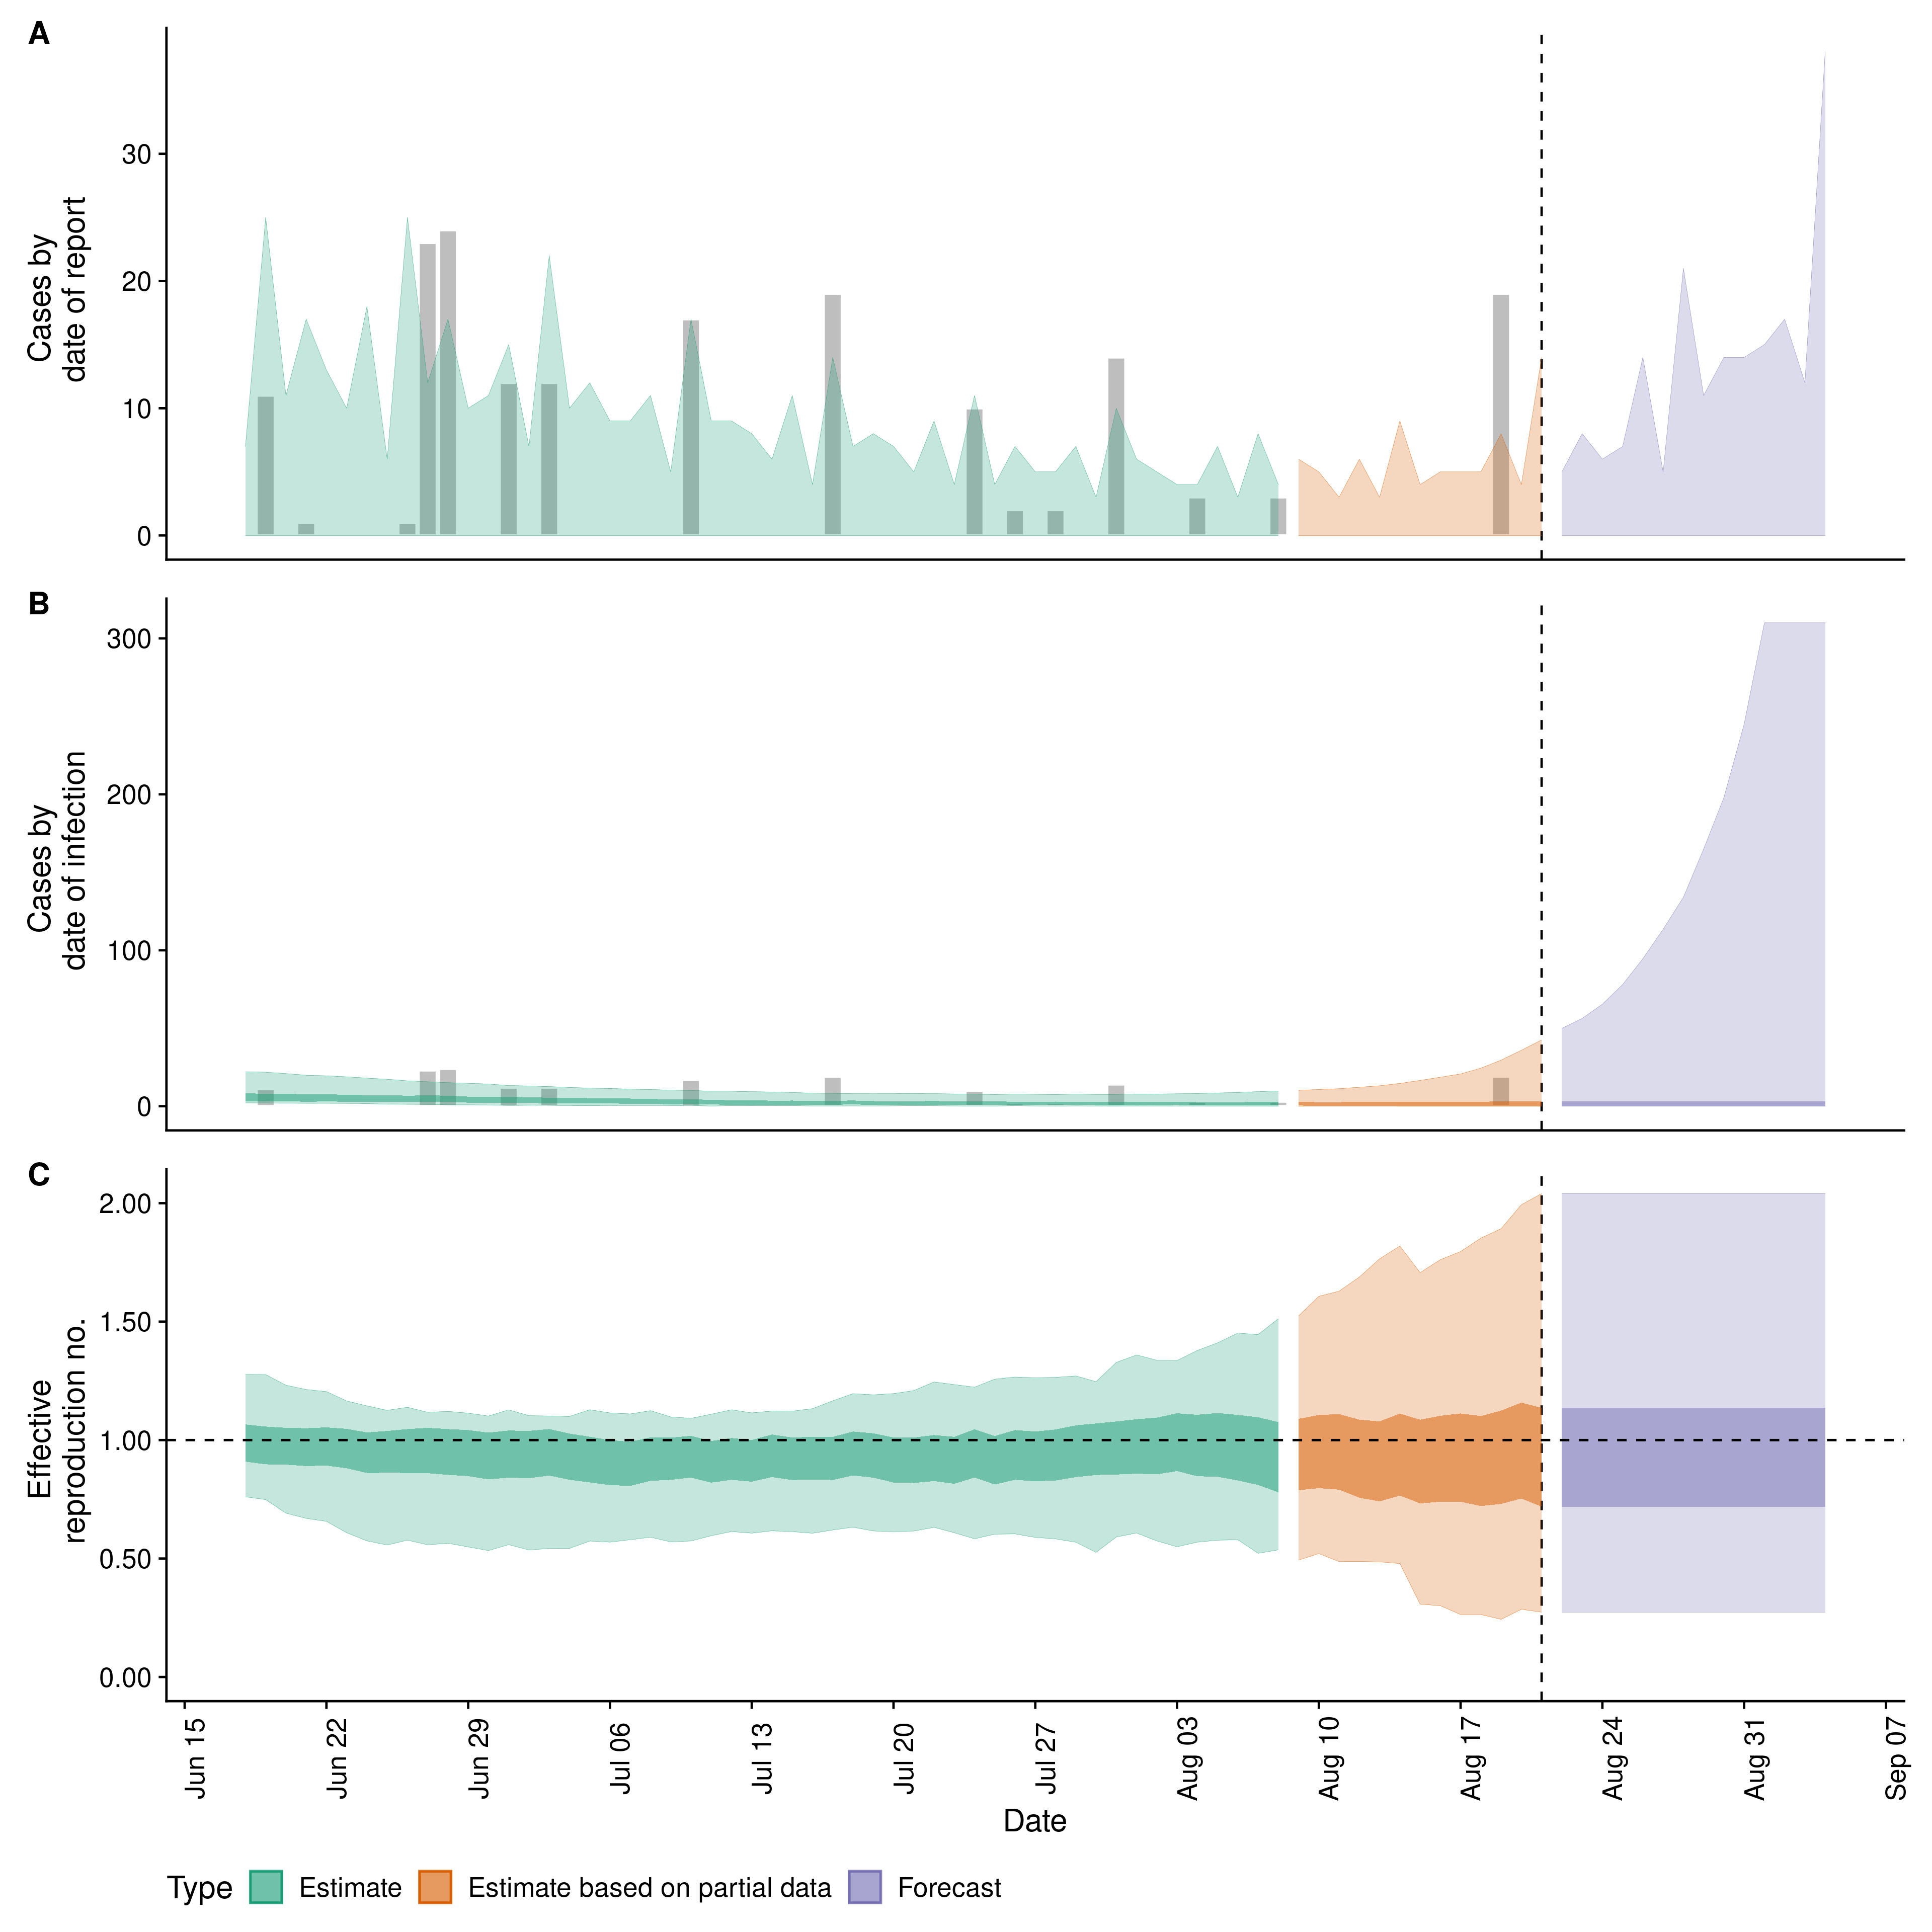 A
Cases by
date of report
30
20
10
0
B
Cases by
date of infection
300
200
100
0
C
Effective
reproduction no.
2.00
1.50
1.00
0.50
0.00
Jun 15
Jun 22
Jun 29
Jul 06
Jul 13
Jul 20
Jul 27
Aug 03
Aug 10
Aug 17
Aug 24
Aug 31
Sep 07
Date
Type Estimate Estimate based on partial data Forecast